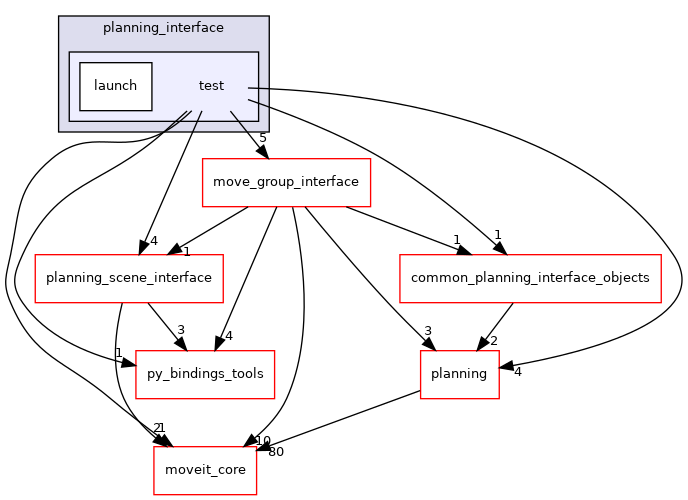 planning_interface
launch
test
5
move_group_interface
4
1
1
planning_scene_interface
common_planning_interface_objects
3
4
3
2
1
py_bindings_tools
planning
4
2
1
10
80
moveit_core